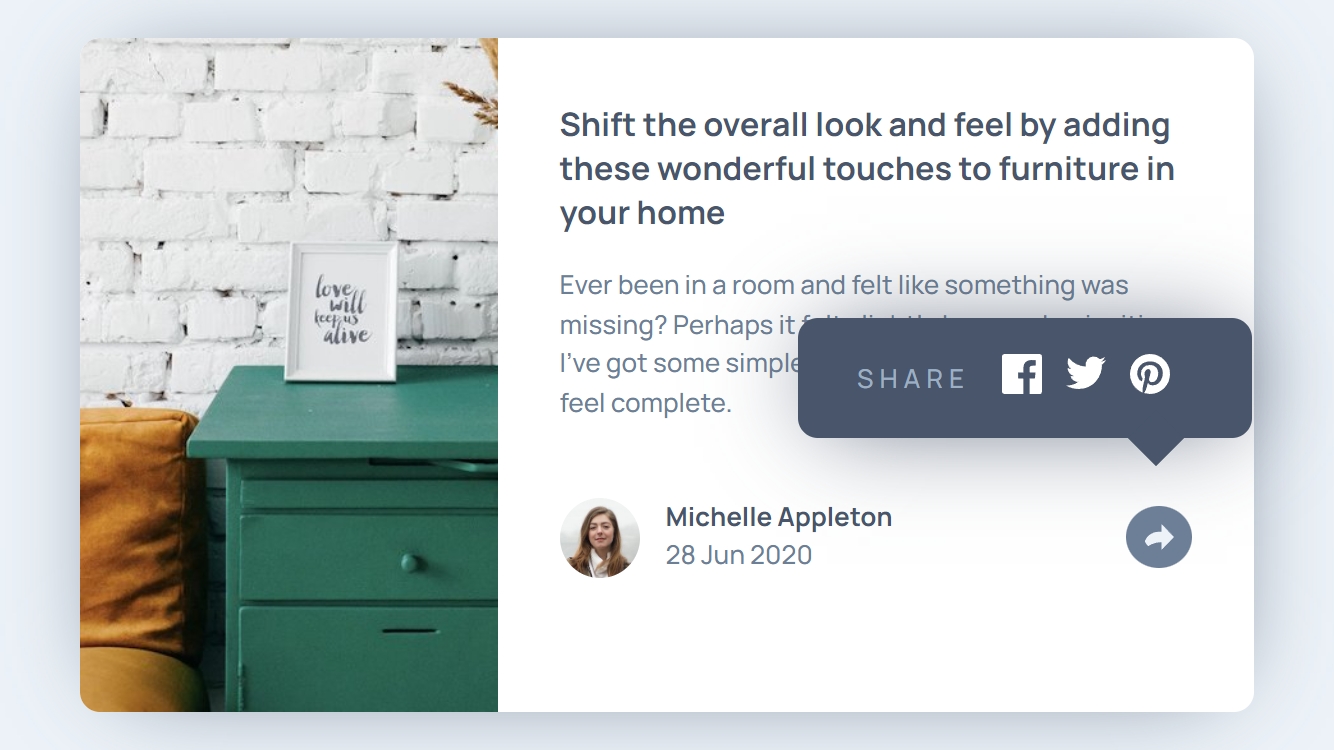 Shift the overall look and feel by adding
these wonderful touches to furniture in
your home
love
will
keep us
alive
Ever been in a room and felt like something was
missing? Perhaps it
I've got some simple
feel complete.
SHARE
Michelle Appleton
28 Jun 2020